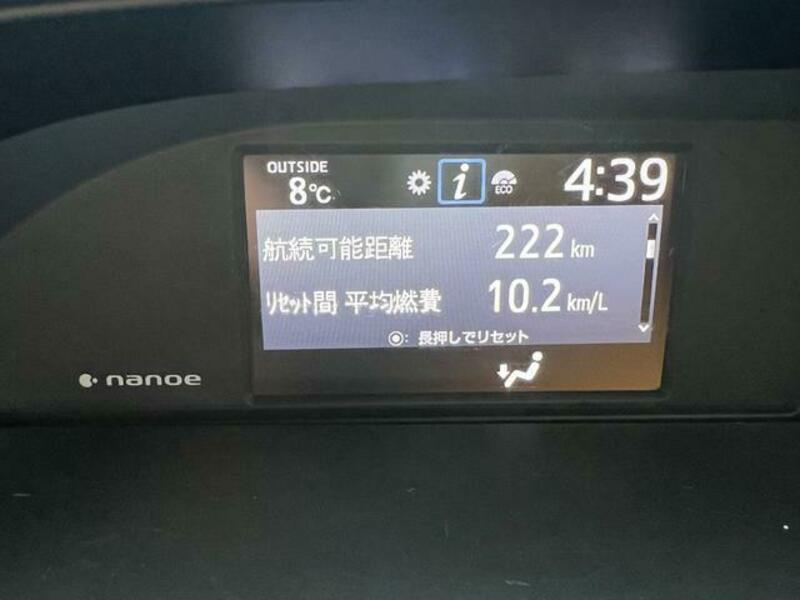 OUTSIDE
8℃
ECO
4:39
航続可能距離 222 km
ﾘｾｯﾄ間 平均燃費 10.2 km/L
◉: 長押しでリセット
nanoe